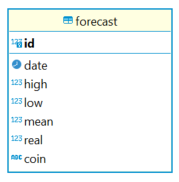 forecast
123 id
date
123 high
123 low
123 mean
123 real
ABC coin